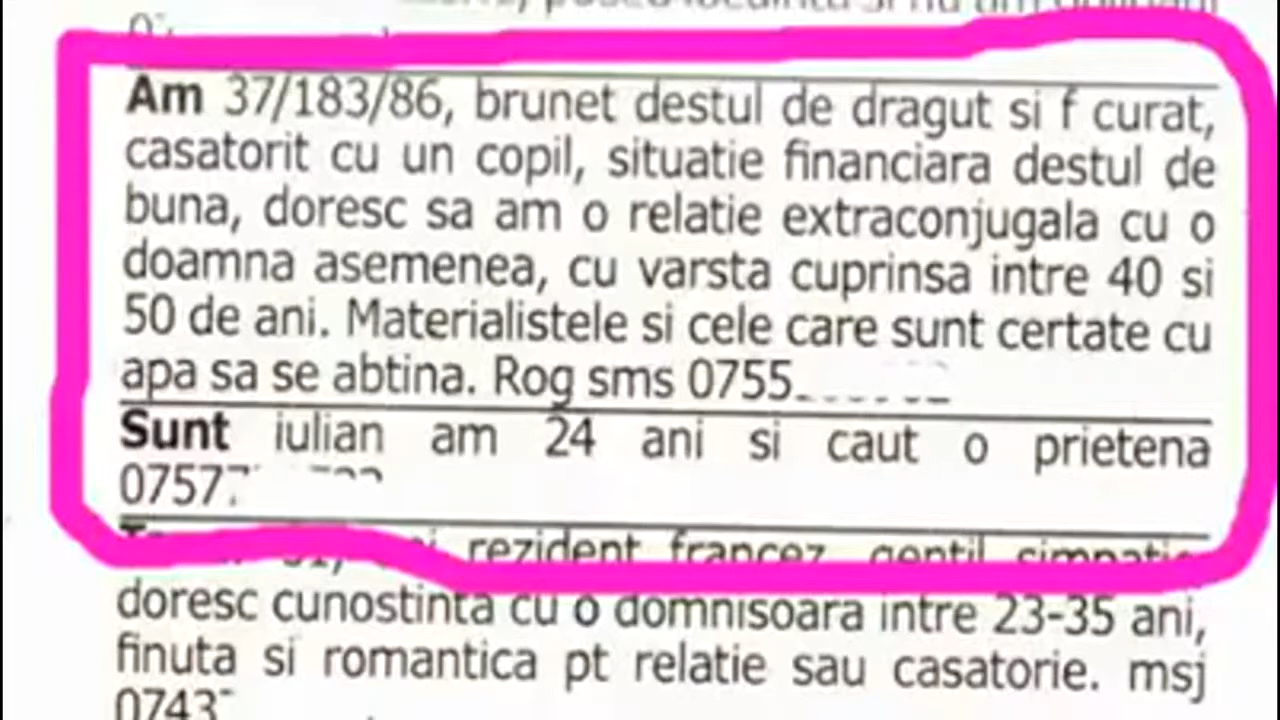 Am 37/183/86, brunet destul de dragut si f curat,
casatorit cu un copil, situatie financiara destul de
buna, doresc sa am o relatie extraconjugala cu o
doamna asemenea, cu varsta cuprinsa intre 40 si
50 de ani. Materialistele si cele care sunt certate cu
apa sa se abtina. Rog sms 0755
Sunt iulian am 24 ani si caut o prietena
0757
rezident francez, gentil simpatic
doresc cunostinta cu o domnisoara intre 23-35 ani,
finuta si romantica pt relatie sau casatorie. msj
0743